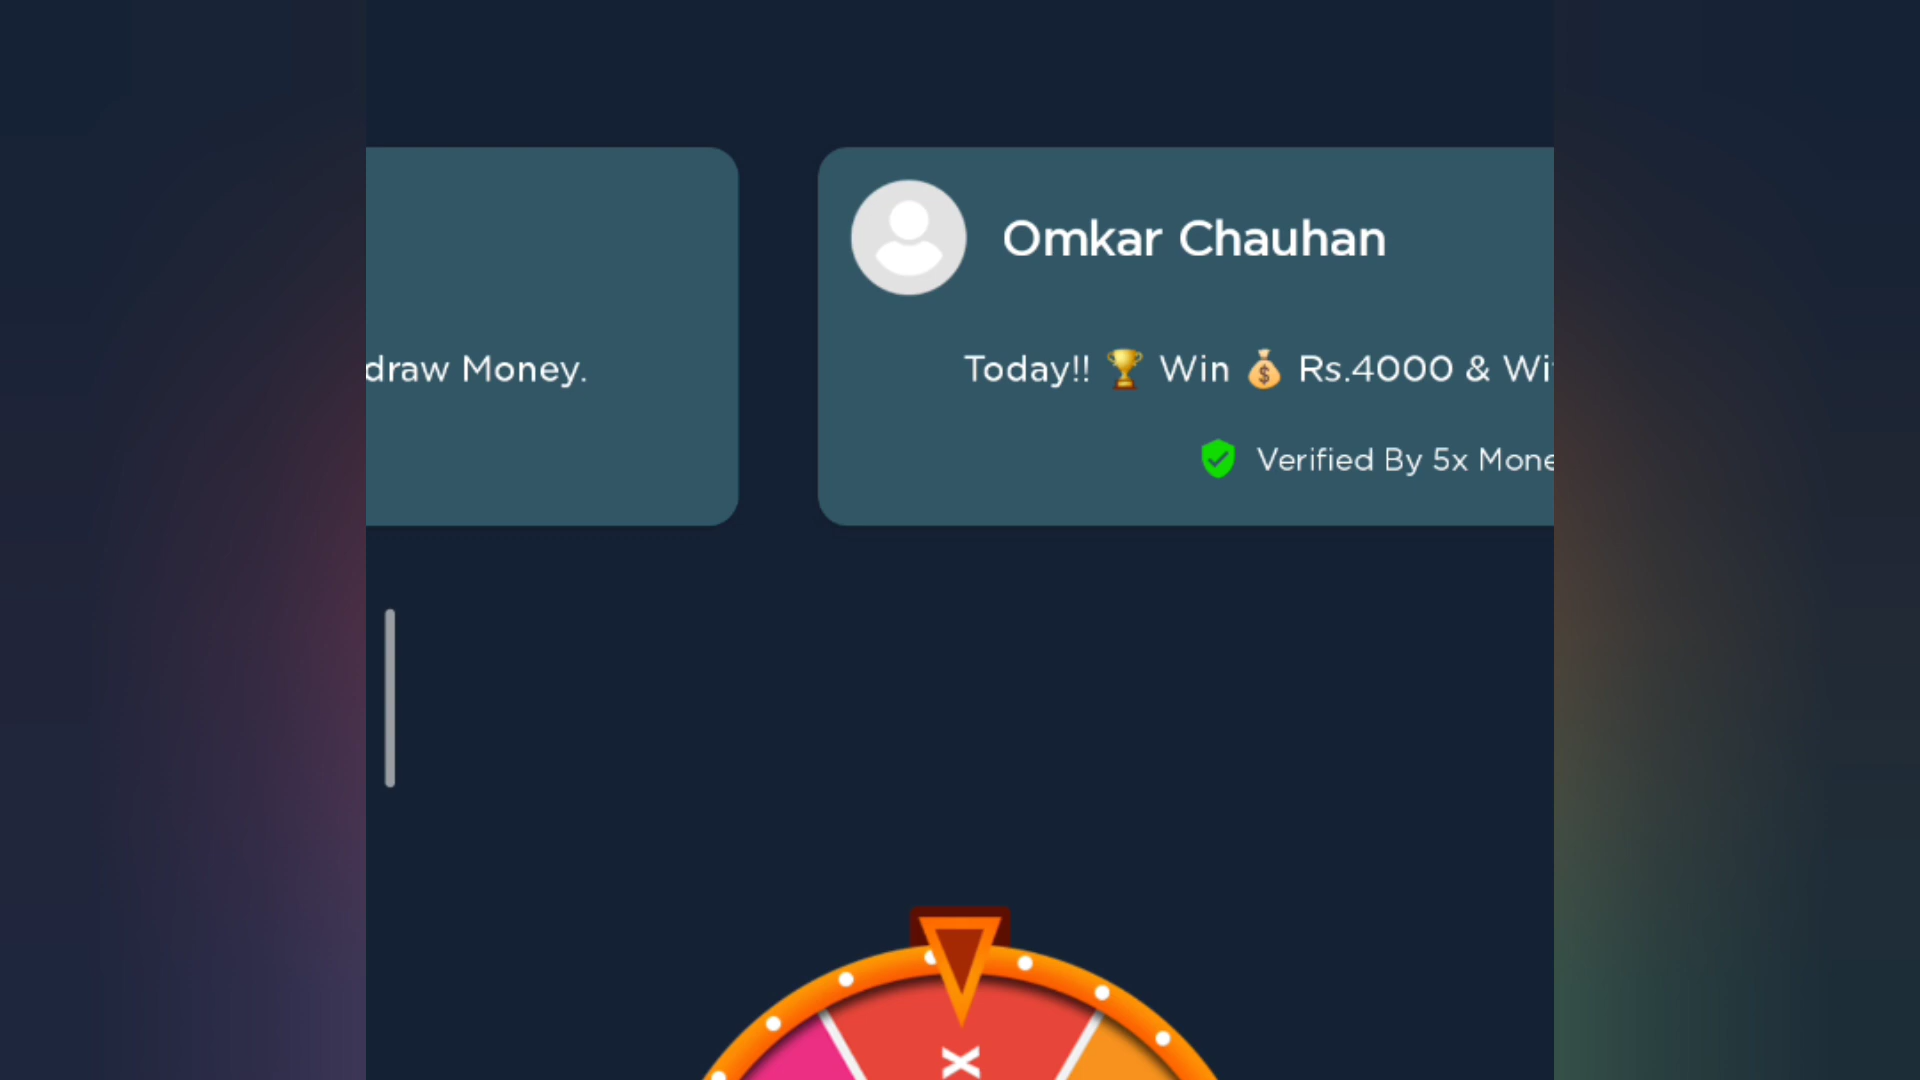 draw Money.
Omkar Chauhan
Today!! 🏆 Win 💰 Rs.4000 & Wi
Verified By 5x Mone
x